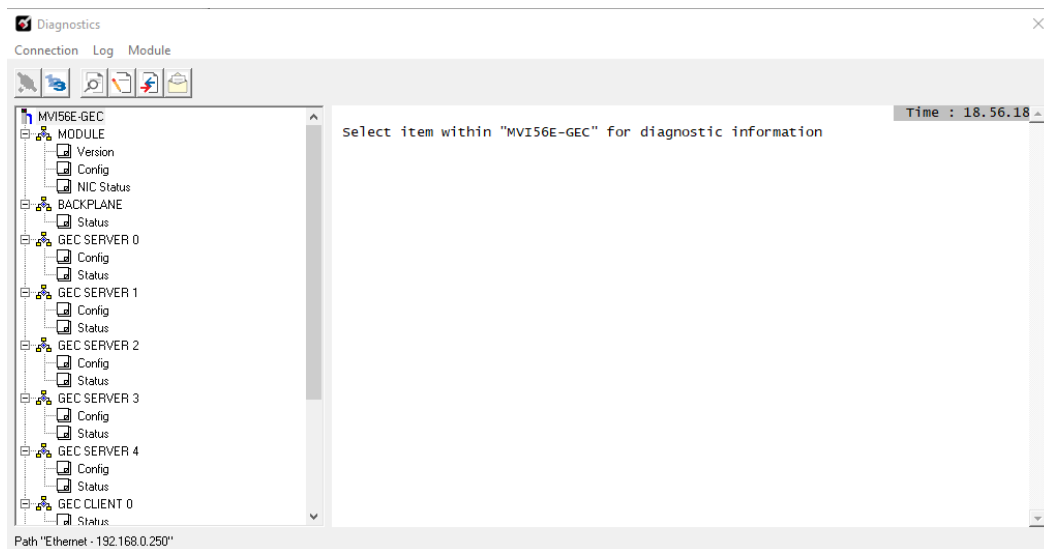 Diagnostics
Connection Log Module
MVI56E-GEC
MODULE
Version
Config
NIC Status
BACKPLANE
Status
GEC SERVER 0
Config
Status
GEC SERVER 1
Config
Status
GEC SERVER 2
Config
Status
GEC SERVER 3
Config
Status
GEC SERVER 4
Config
Status
GEC CLIENT 0
Status
Time : 18.56.18
Select item within "MVI56E-GEC" for diagnostic information
Path "Ethernet - 192.168.0.250"